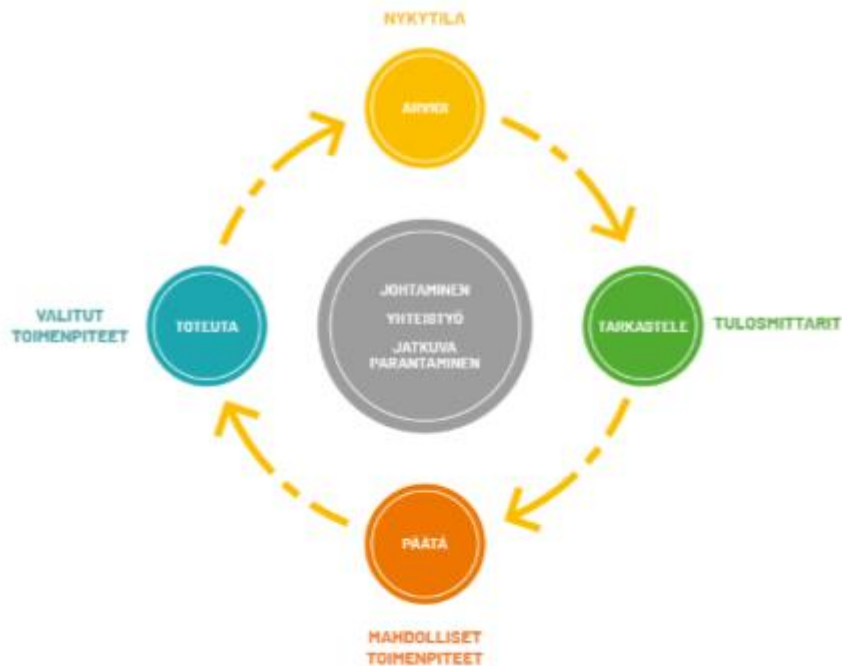 NYKYTILA
ARVIOI
JOHTAMINEN
YHTEISTYÖ
JATKUVA
PARANTAMINEN
VALITUT
TOIMENPITEET
TOTEUTA
TARKASTELE
TULOSMITTARIT
PÄÄTÄ
MAHDOLLISET
TOIMENPITEET